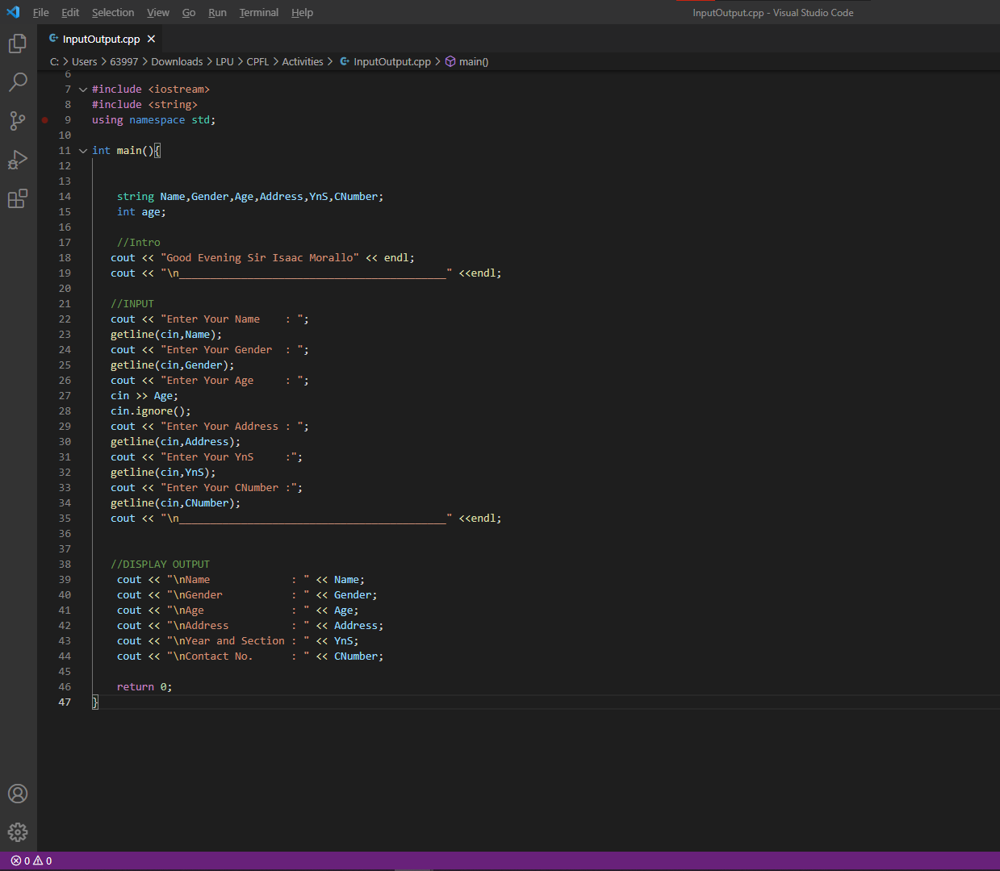 File Edit Selection View Go Run Terminal Help InputOutput.cpp - Visual Studio Code
InputOutput.cpp ×
C: > Users > 63997 > Downloads > LPU > CPFL > Activities > InputOutput.cpp > main()
6
7 #include <iostream>
8 #include <string>
9 using namespace std;
10
11 int main(){
12
13
14 string Name,Gender,Age,Address,YnS,CNumber;
15 int age;
16
17 //Intro
18 cout << "Good Evening Sir Isaac Morallo" << endl;
19 cout << "\n___________________________________________" <<endl;
20
21 //INPUT
22 cout << "Enter Your Name    : ";
23 getline(cin,Name);
24 cout << "Enter Your Gender  : ";
25 getline(cin,Gender);
26 cout << "Enter Your Age     : ";
27 cin >> Age;
28 cin.ignore();
29 cout << "Enter Your Address : ";
30 getline(cin,Address);
31 cout << "Enter Your YnS     :";
32 getline(cin,YnS);
33 cout << "Enter Your CNumber :";
34 getline(cin,CNumber);
35 cout << "\n___________________________________________" <<endl;
36
37
38 //DISPLAY OUTPUT
39 cout << "\nName             : " << Name;
40 cout << "\nGender           : " << Gender;
41 cout << "\nAge              : " << Age;
42 cout << "\nAddress          : " << Address;
43 cout << "\nYear and Section : " << YnS;
44 cout << "\nContact No.      : " << CNumber;
45
46 return 0;
47 }
0 0